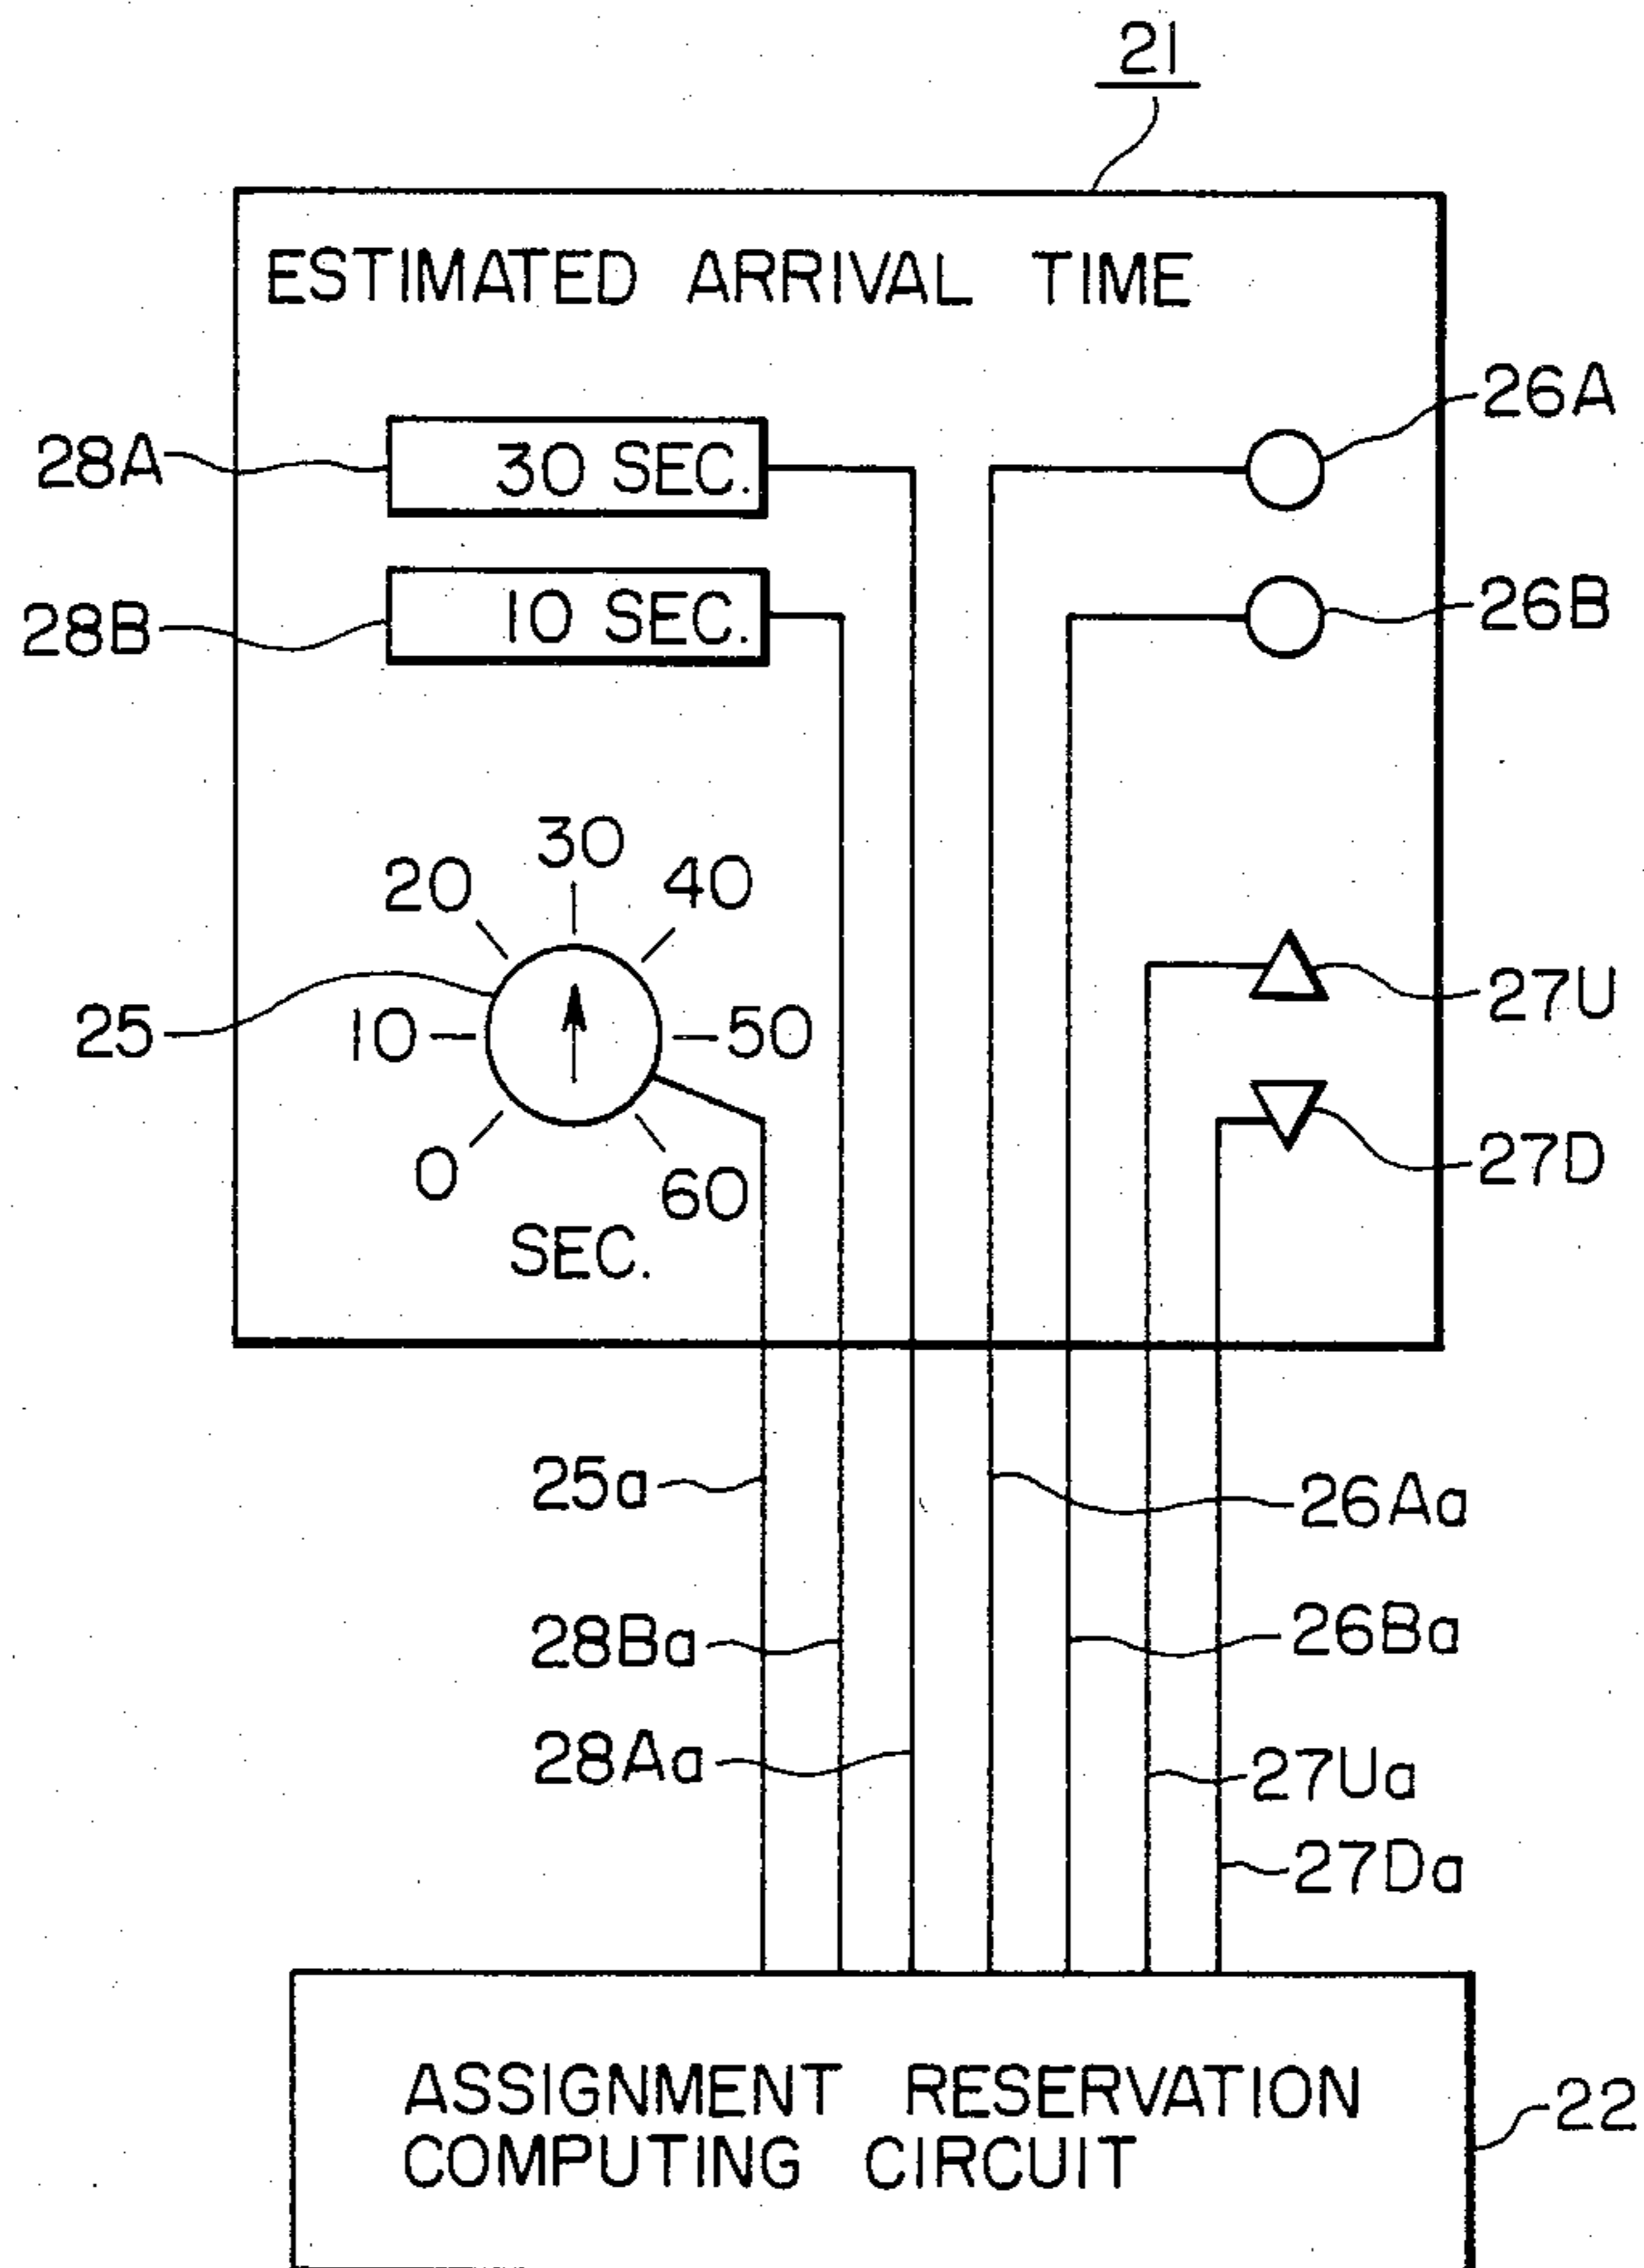 21
ESTIMATED ARRIVAL TIME
26A
28A
30 SEC.
28B
10 SEC.
26B
30
20
40
25
10
50
27U
27D
0
60
SEC.
25a
26Aa
28Ba
26Ba
28Aa
27Ua
27Da
ASSIGNMENT RESERVATION
COMPUTING CIRCUIT
22